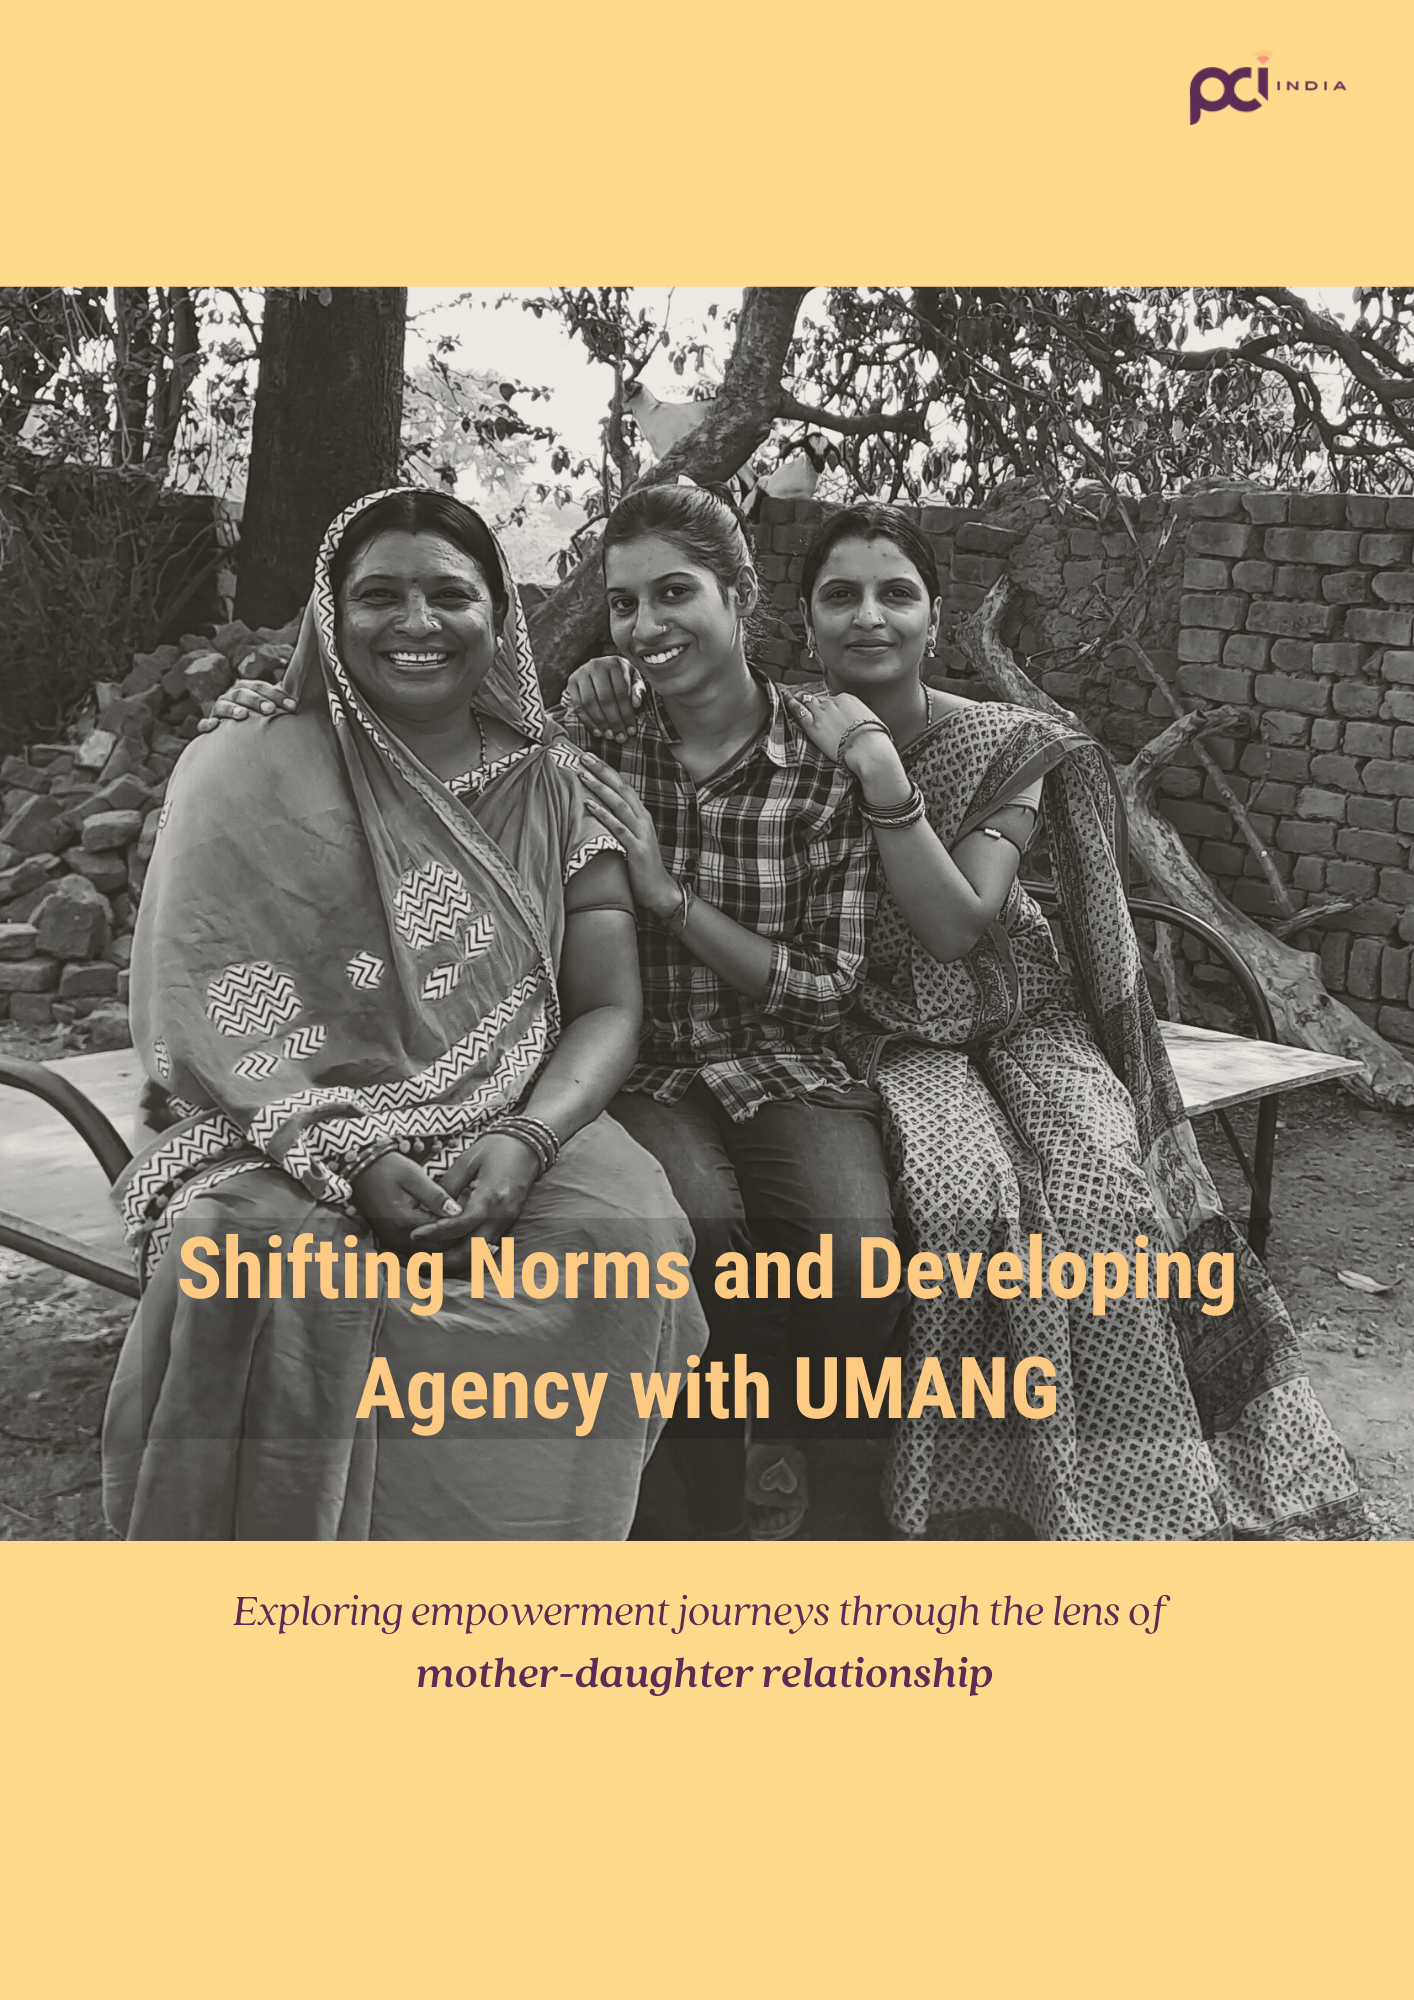 pci INDIA
Shifting Norms and Developing
Agency with UMANG
Exploring empowerment journeys through the lens of
mother-daughter relationship